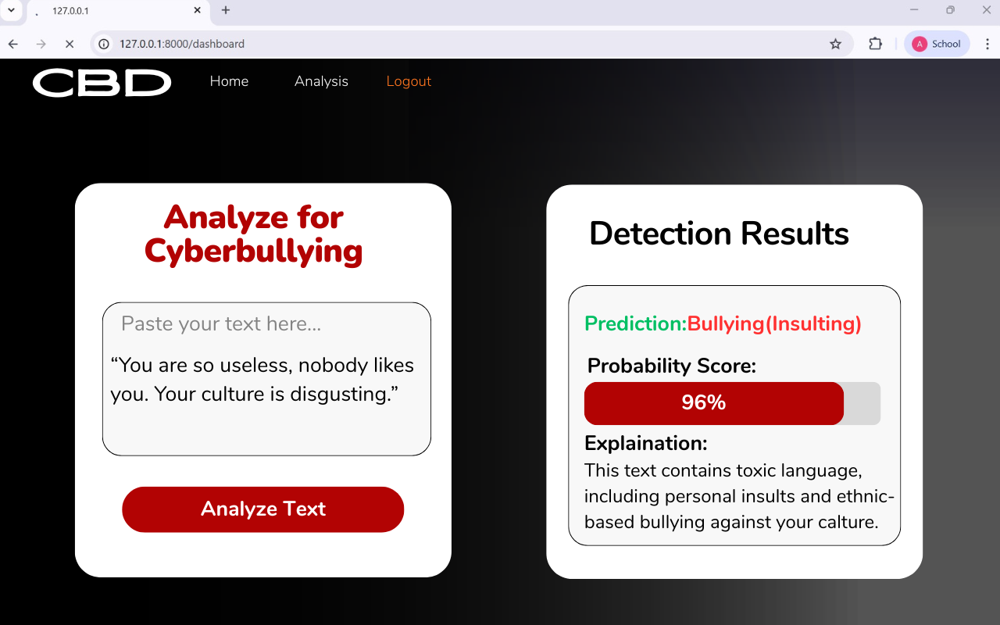 127.0.0.1
127.0.0.1:8000/dashboard
A School
CBD Home Analysis Logout
Analyze for
Cyberbullying
Paste your text here...
“You are so useless, nobody likes
you. Your culture is disgusting.”
Analyze Text
Detection Results
Prediction:Bullying(Insulting)
Probability Score:
96%
Explaination:
This text contains toxic language,
including personal insults and ethnic-
based bullying against your calture.